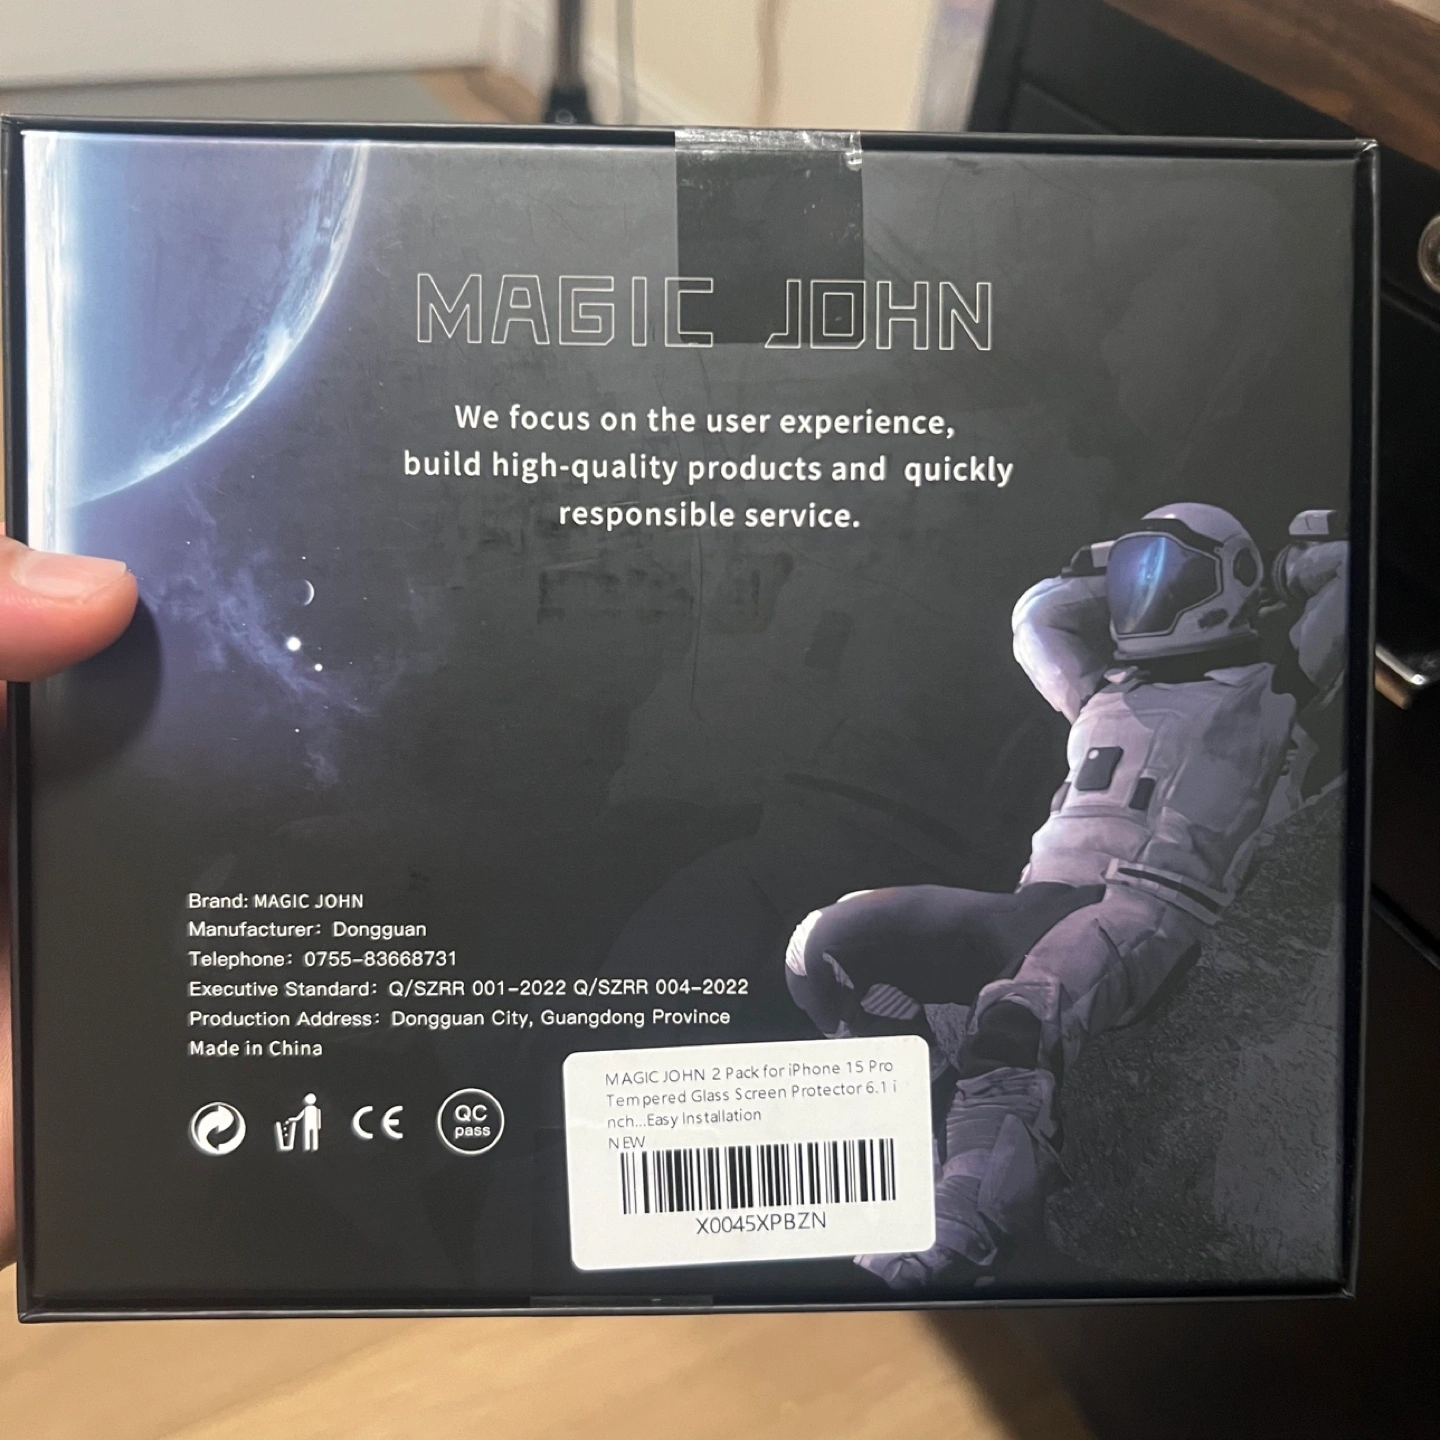 MAGIC JOHN
We focus on the user experience,
build high-quality products and quickly
responsible service.
Brand: MAGIC JOHN
Manufacturer: Dongguan
Telephone: 0755-83668731
Executive Standard: Q/SZRR 001-2022 Q/SZRR 004-2022
Production Address: Dongguan City, Guangdong Province
Made in China
CE
QC
pass
MAGIC JOHN 2 Pack for iPhone 15 Pro
Tempered Glass Screen Protector 6.1 i
nch...Easy Installation
NEW
X0045XPBZN